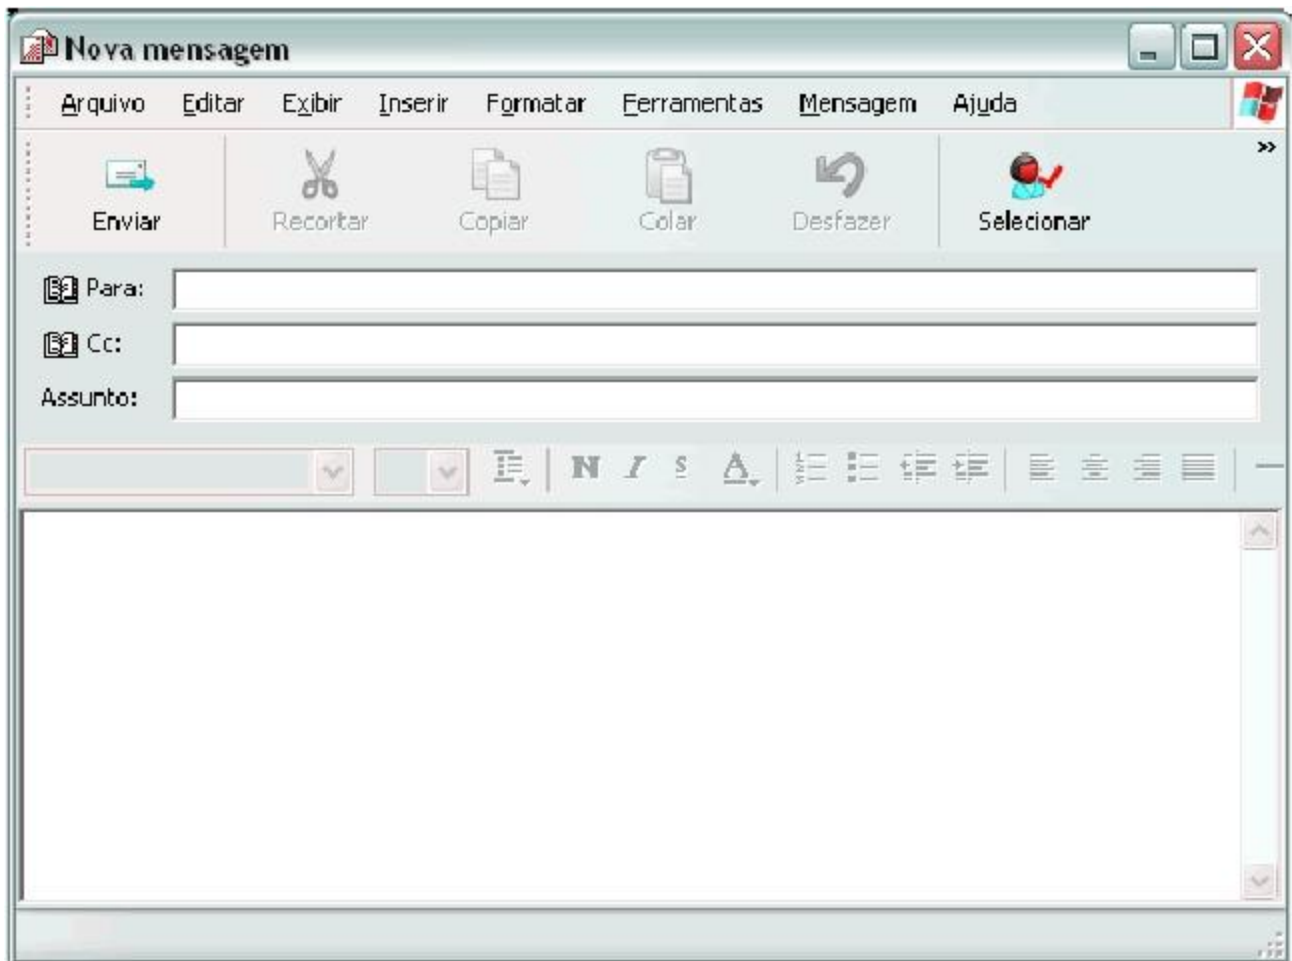 Nova mensagem
Arquivo Editar Exibir Inserir Formatar Ferramentas Mensagem Ajuda
Enviar Recortar Copiar Colar Desfazer Selecionar »
Para:
Cc:
Assunto:
N I S A